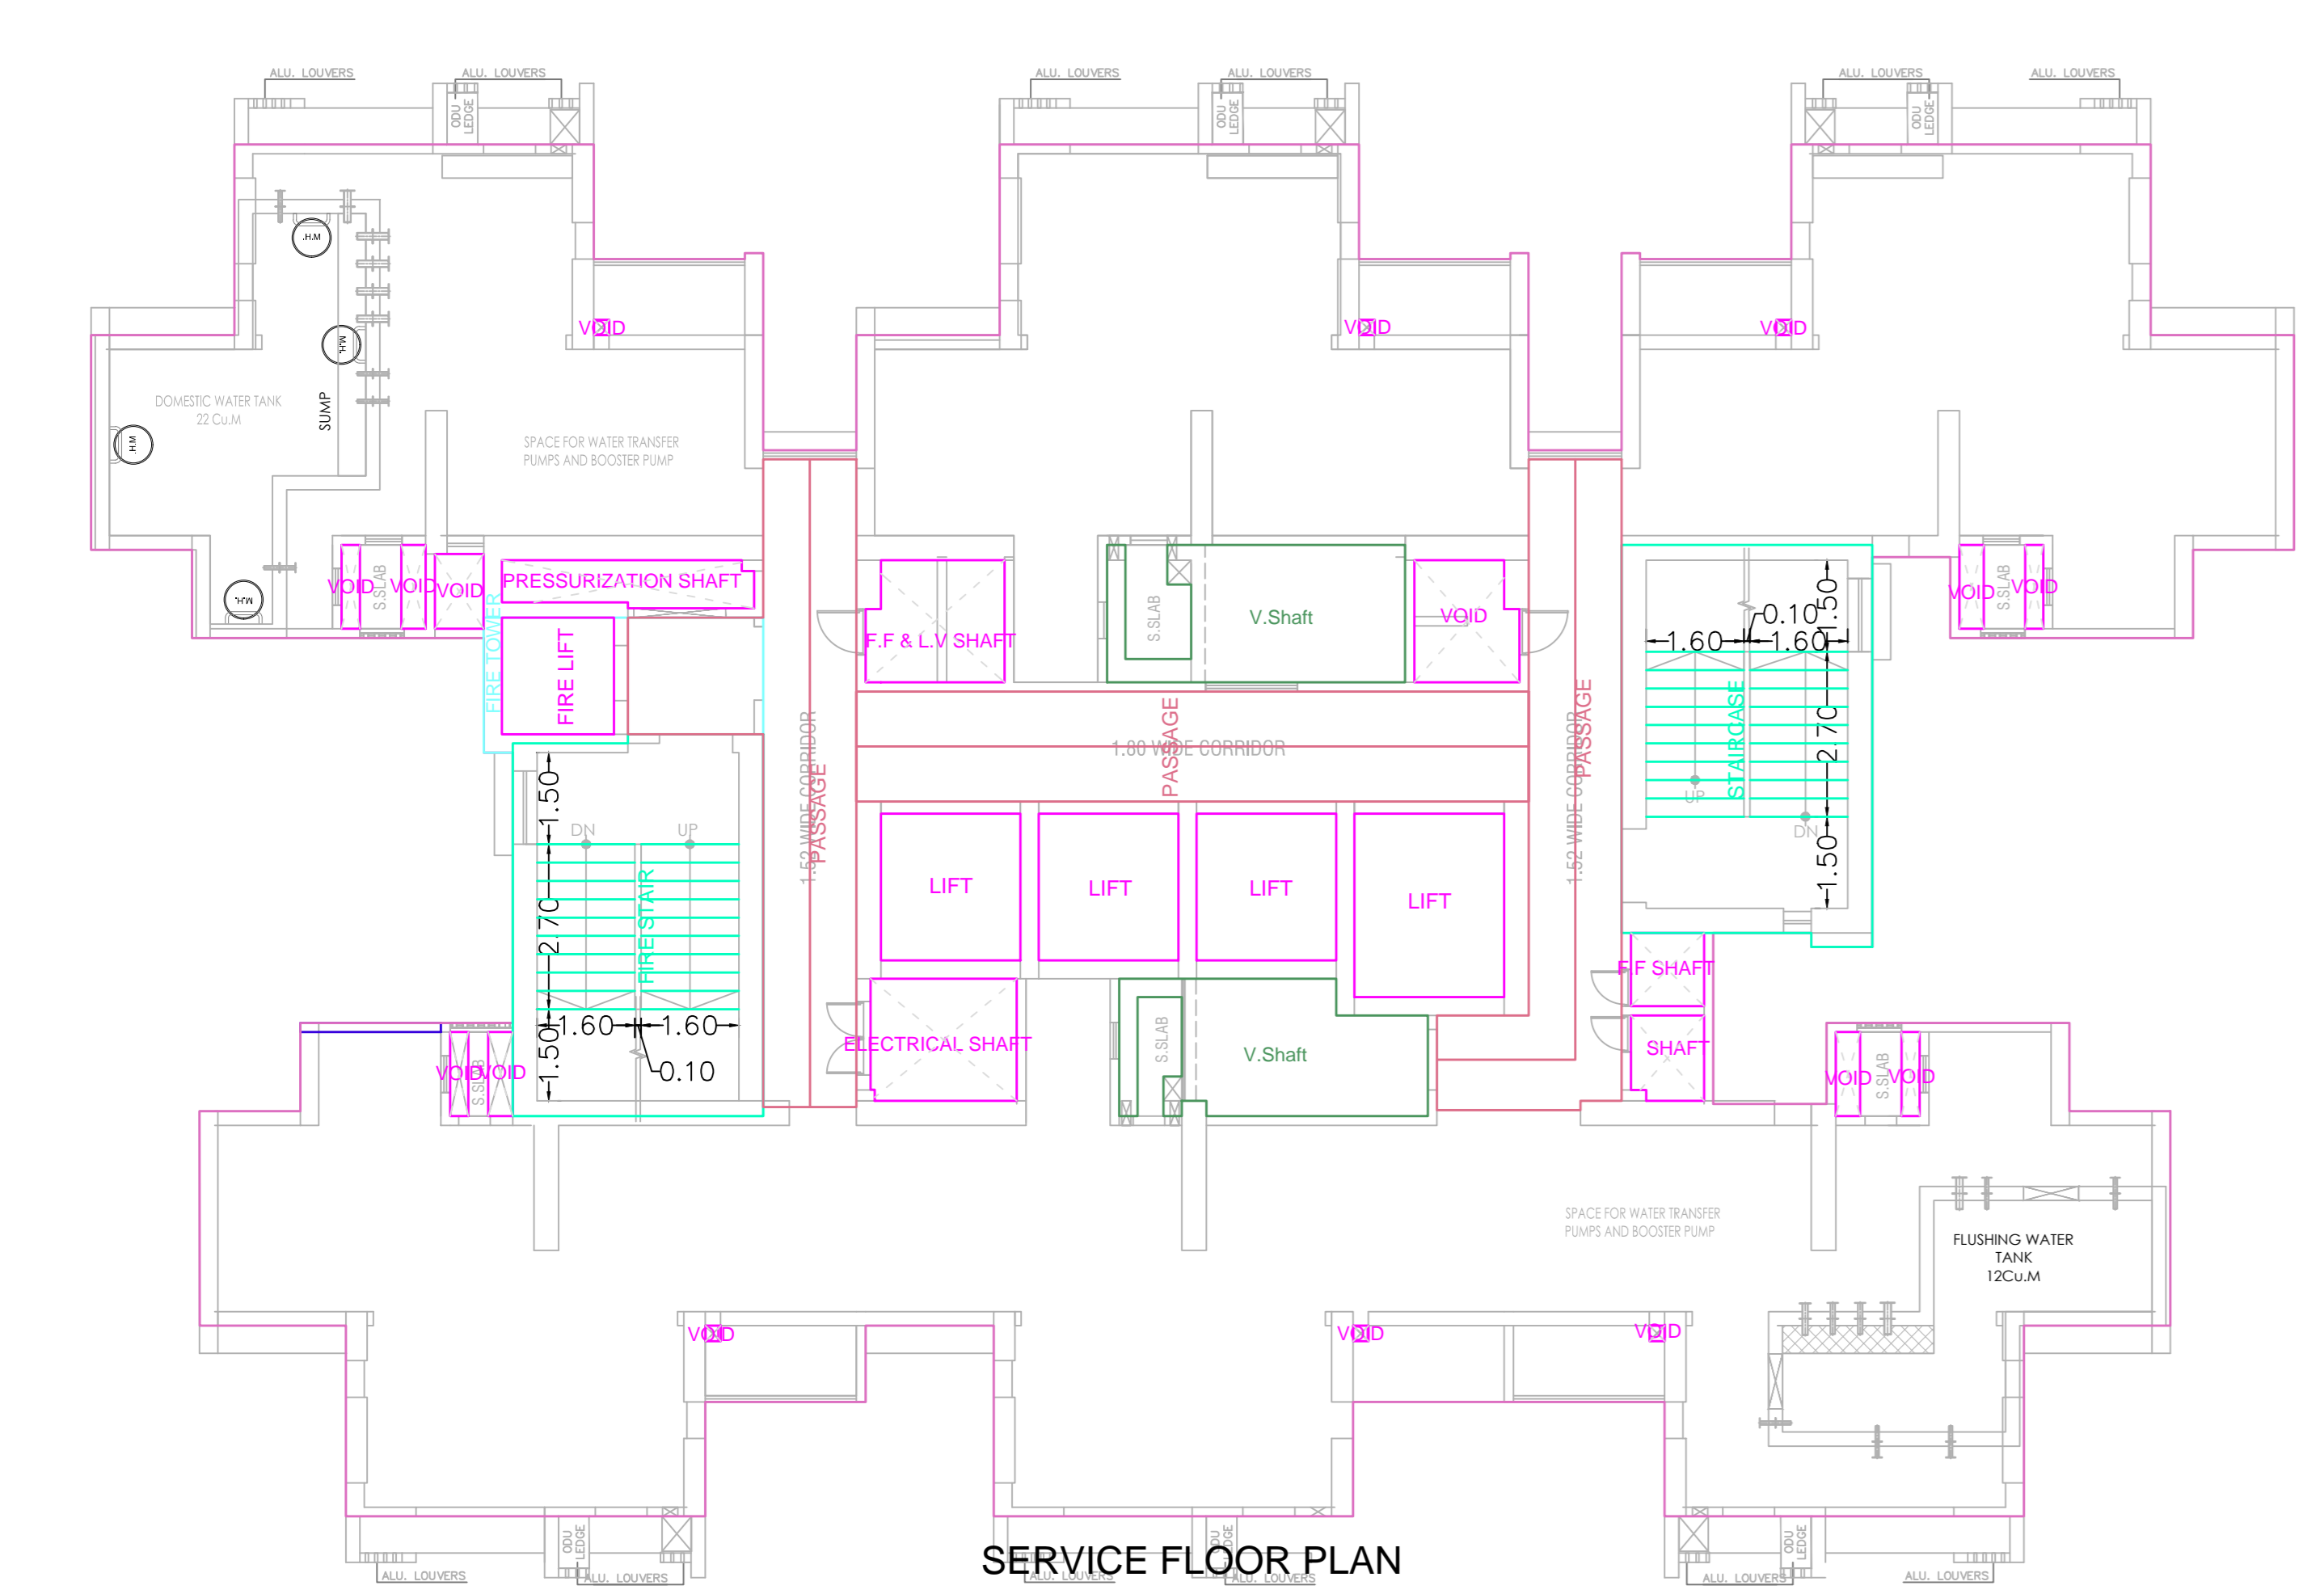 ALU. LOUVERS
ALU. LOUVERS
ALU. LOUVERS
ALU. LOUVERS
ALU. LOUVERS
ALU. LOUVERS
ODU
LEDGE
ODU
LEDGE
ODU
LEDGE
M.H.
VOID
VOID
VOID
M.H.
DOMESTIC WATER TANK
22 Cu.M
SUMP
M.H.
SPACE FOR WATER TRANSFER
PUMPS AND BOOSTER PUMP
M.H.
VOID
S.SLAB
VOID
VOID
PRESSURIZATION SHAFT
FIRE TOWER
FIRE LIFT
F.F & L.V SHAFT
S.SLAB
V.Shaft
VOID
1.60
0.10
1.60
1.50
2.70
1.50
STAIRCASE
UP
DN
VOID
S.SLAB
VOID
1.52 WIDE CORRIDOR
PASSAGE
1.80 WIDE CORRIDOR
PASSAGE
1.52 WIDE CORRIDOR
PASSAGE
1.50
2.70
1.50
DN
UP
FIRE STAIR
1.60
1.60
0.10
LIFT
LIFT
LIFT
LIFT
F.F SHAFT
SHAFT
ELECTRICAL SHAFT
S.SLAB
V.Shaft
VOID
S.SLAB
VOID
VOID
S.SLAB
VOID
SPACE FOR WATER TRANSFER
PUMPS AND BOOSTER PUMP
FLUSHING WATER
TANK
12Cu.M
VOID
VOID
VOID
ODU
LEDGE
ODU
LEDGE
ODU
LEDGE
SERVICE FLOOR PLAN
ALU. LOUVERS
ALU. LOUVERS
ALU. LOUVERS
ALU. LOUVERS
ALU. LOUVERS
ALU. LOUVERS